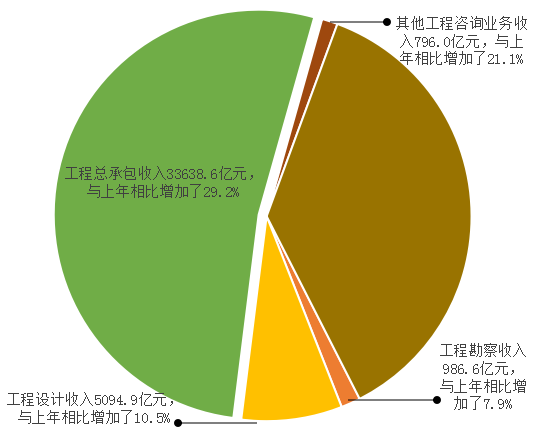 其他工程咨询业务收
入796.0亿元，与上
年相比增加了21.1%
工程总承包收入33638.6亿元，
与上年相比增加了29.2%
工程勘察收入
986.6亿元，
与上年相比增
加了7.9%
工程设计收入5094.9亿元，
与上年相比增加了10.5%